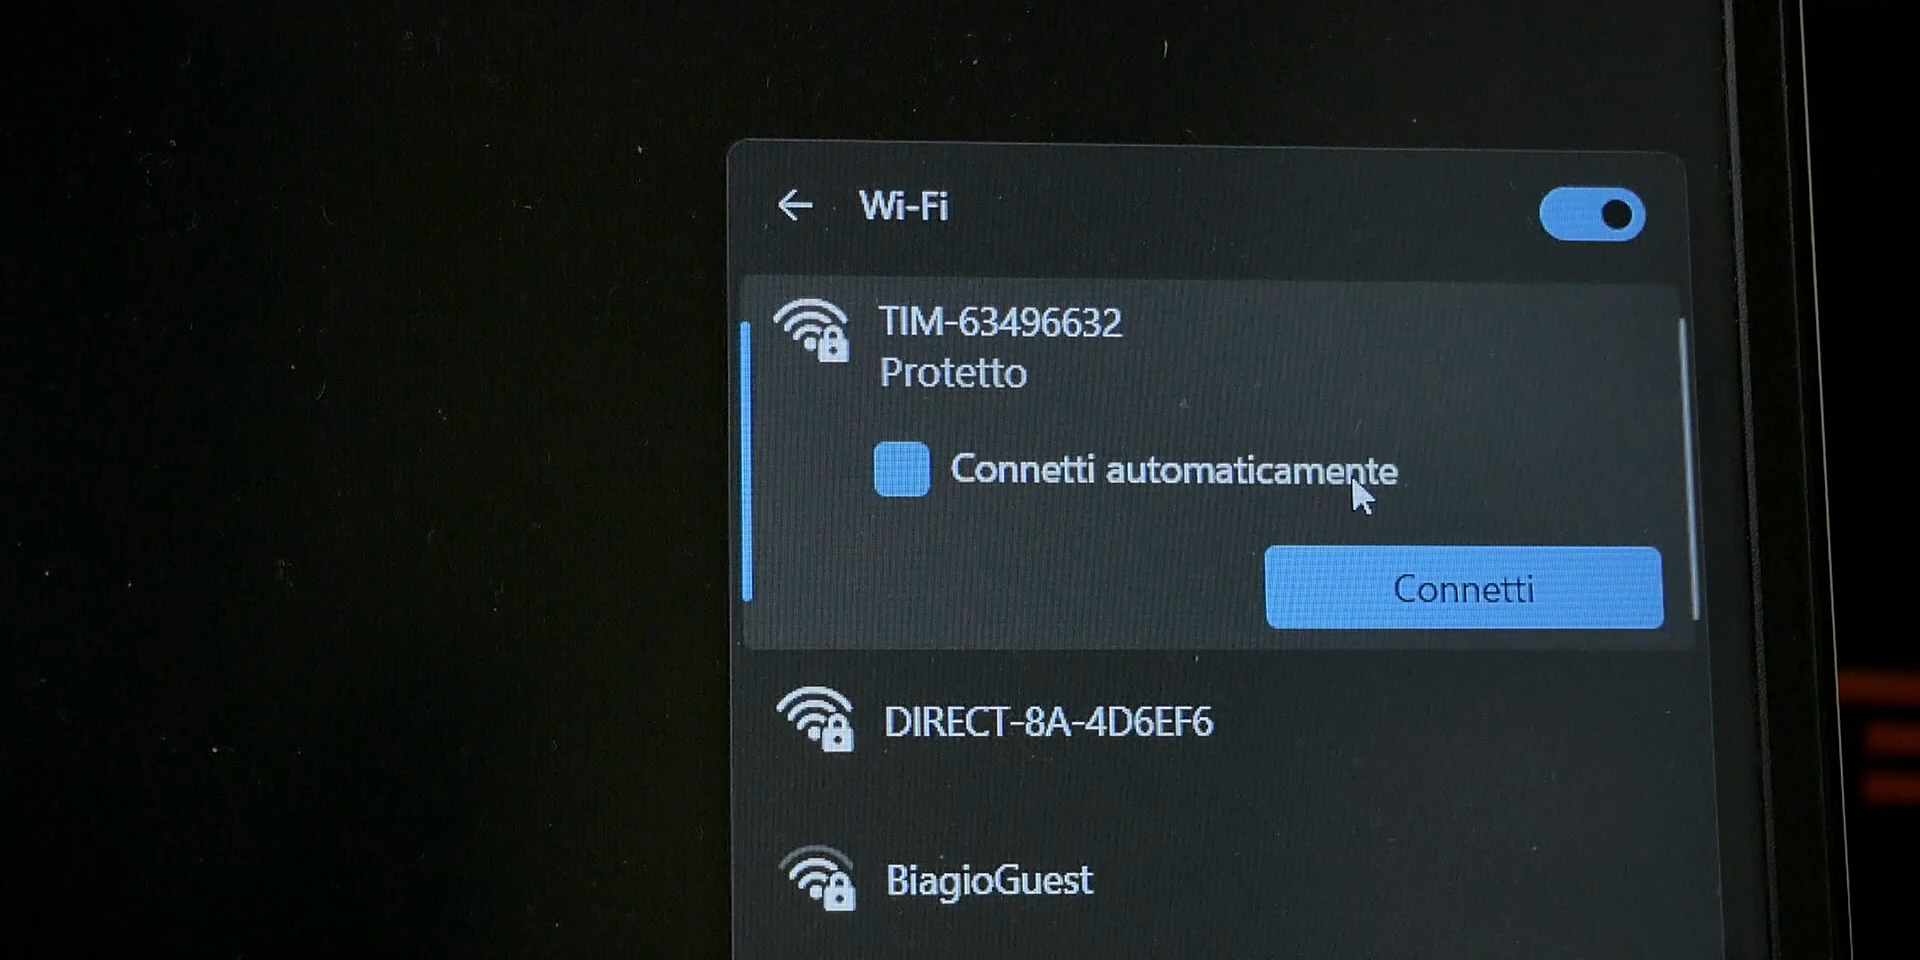 Wi-Fi
TIM-63496632
Protetto
Connetti automaticamente
Connetti
DIRECT-8A-4D6EF6
BiagioGuest